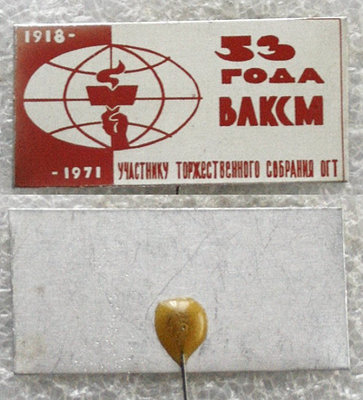 1918-
53
ГОДА
ВЛКСМ
-1971
УЧАСТНИКУ ТОРЖЕСТВЕННОГО СОБРАНИЯ ОГТ